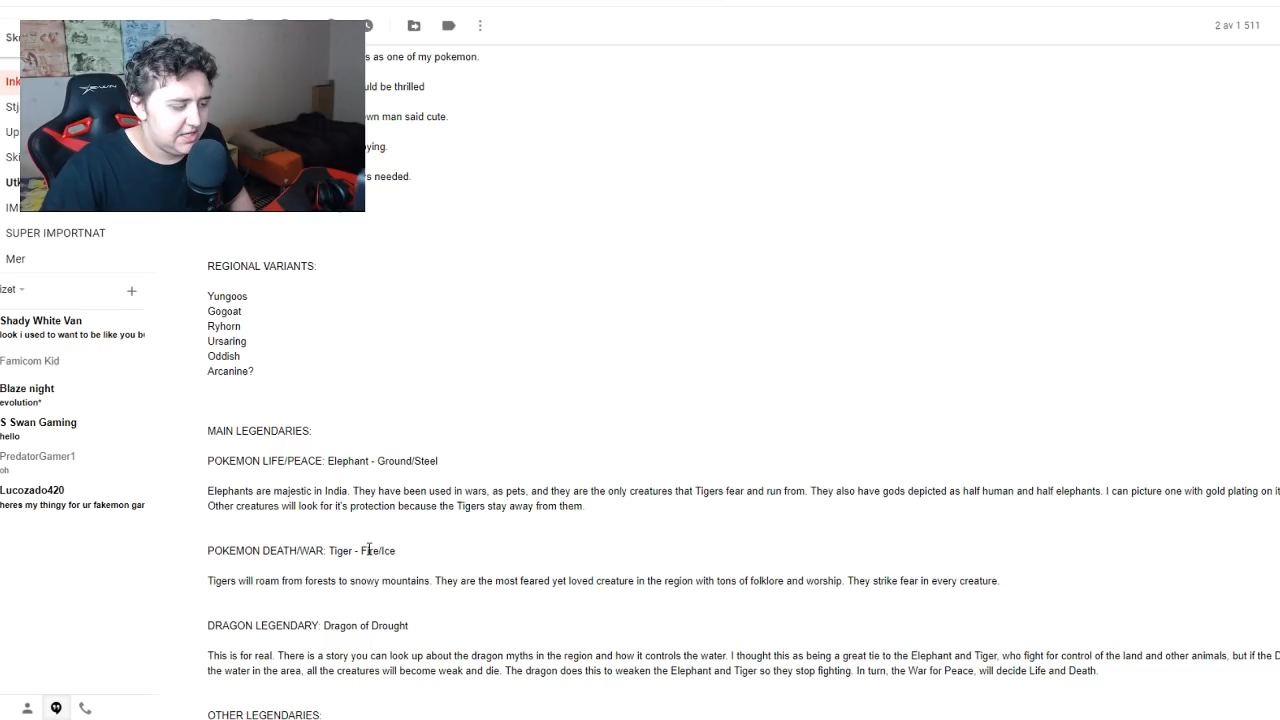 2 av 1 511
Sk
s as one of my pokemon.
Ink
uld be thrilled
Stj
own man said cute.
Up
ying.
Ski
s needed.
Utk
IM
SUPER IMPORTNAT
Mer
REGIONAL VARIANTS:
izet
Yungoos
Gogoat
Shady White Van
Ryhorn
look i used to want to be like you bu
Ursaring
Oddish
Famicom Kid
Arcanine?
Blaze night
evolution*
S Swan Gaming
MAIN LEGENDARIES:
hello
PredatorGamer1
POKEMON LIFE/PEACE: Elephant - Ground/Steel
oh
Lucozado420
Elephants are majestic in India. They have been used in wars, as pets, and they are the only creatures that Tigers fear and run from. They also have gods depicted as half human and half elephants. I can picture one with gold plating on it
heres my thingy for ur fakemon gar
Other creatures will look for it's protection because the Tigers stay away from them.
POKEMON DEATH/WAR: Tiger - Fire/Ice
Tigers will roam from forests to snowy mountains. They are the most feared yet loved creature in the region with tons of folklore and worship. They strike fear in every creature.
DRAGON LEGENDARY: Dragon of Drought
This is for real. There is a story you can look up about the dragon myths in the region and how it controls the water. I thought this as being a great tie to the Elephant and Tiger, who fight for control of the land and other animals, but if the D
the water in the area, all the creatures will become weak and die. The dragon does this to weaken the Elephant and Tiger so they stop fighting. In turn, the War for Peace, will decide Life and Death.
OTHER LEGENDARIES: